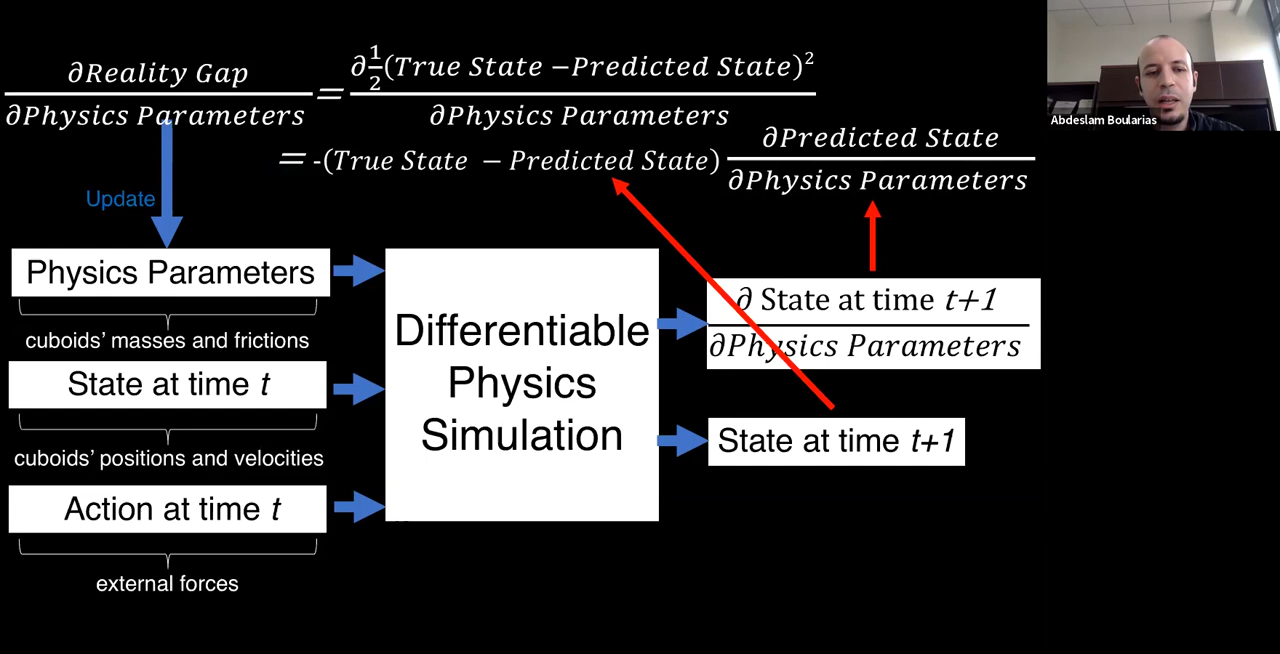 ∂Reality Gap
∂Physics Parameters
=
∂½(True State −Predicted State)²
∂Physics Parameters
= -(True State − Predicted State)
∂Predicted State
∂Physics Parameters
Abdeslam Boularias
Update
Physics Parameters
cuboids' masses and frictions
State at time t
cuboids' positions and velocities
Action at time t
external forces
Differentiable
Physics
Simulation
∂ State at time t+1
∂Physics Parameters
State at time t+1